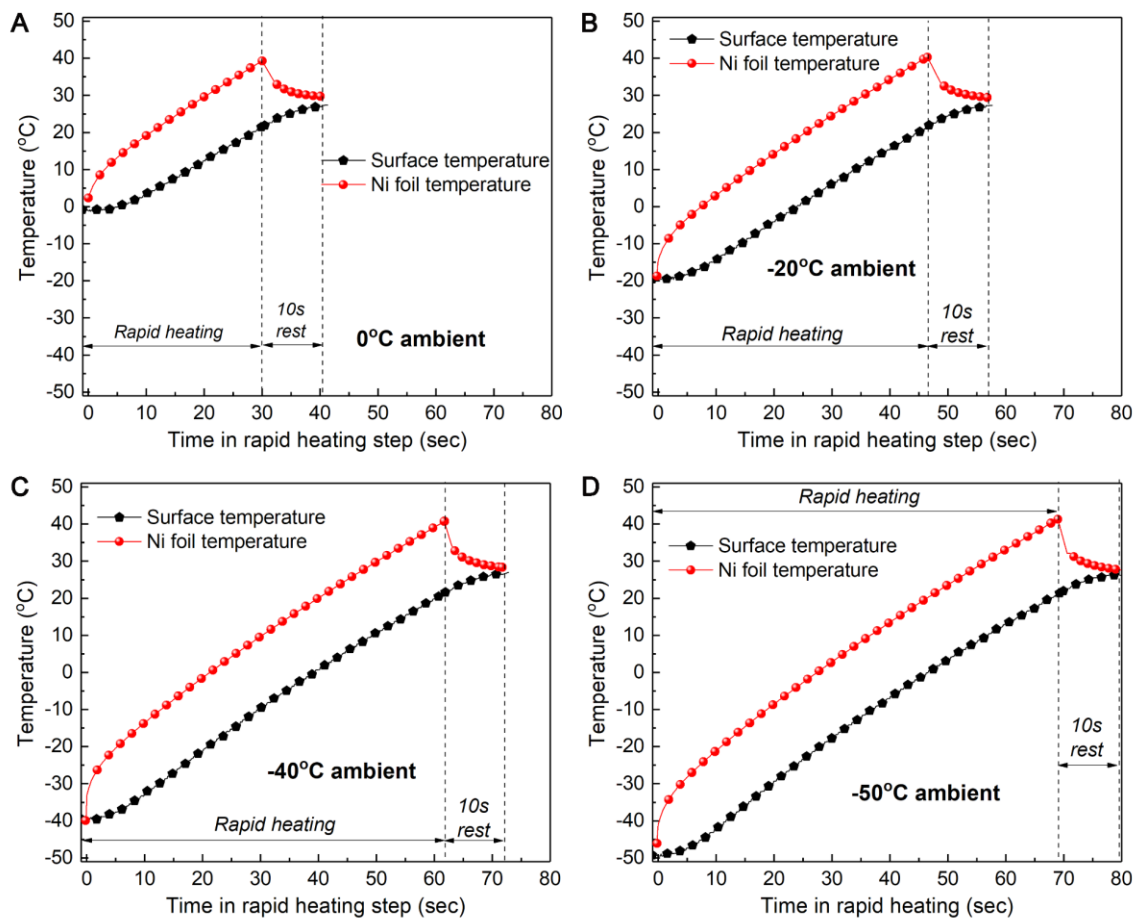 A
50
40
30
20
10
0
-10
-20
-30
-40
-50
Temperature (°C)
Surface temperature
Ni foil temperature
Rapid heating
10s
rest
0°C ambient
0 10 20 30 40 50 60 70 80
Time in rapid heating step (sec)
B
50
40
30
20
10
0
-10
-20
-30
-40
-50
Temperature (°C)
Surface temperature
Ni foil temperature
-20°C ambient
Rapid heating
10s
rest
0 10 20 30 40 50 60 70 80
Time in rapid heating step (sec)
C
50
40
30
20
10
0
-10
-20
-30
-40
-50
Temperature (°C)
Surface temperature
Ni foil temperature
-40°C ambient
Rapid heating
10s
rest
0 10 20 30 40 50 60 70 80
Time in rapid heating step (sec)
D
50
40
30
20
10
0
-10
-20
-30
-40
-50
Temperature (°C)
Rapid heating
Surface temperature
Ni foil temperature
10s
rest
-50°C ambient
0 10 20 30 40 50 60 70 80
Time in rapid heating (sec)